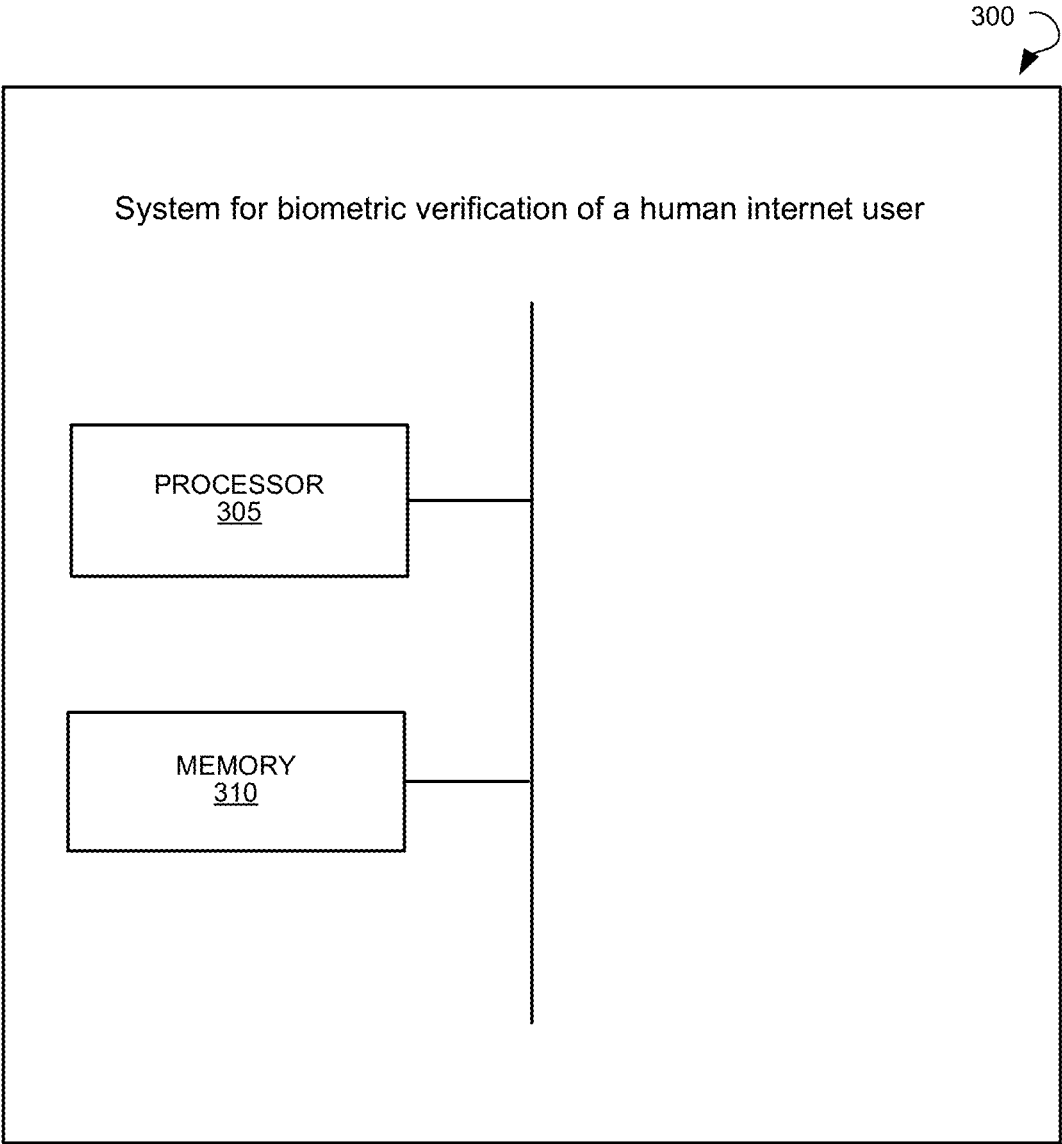 300
System for biometric verification of a human internet user
PROCESSOR
305
MEMORY
310